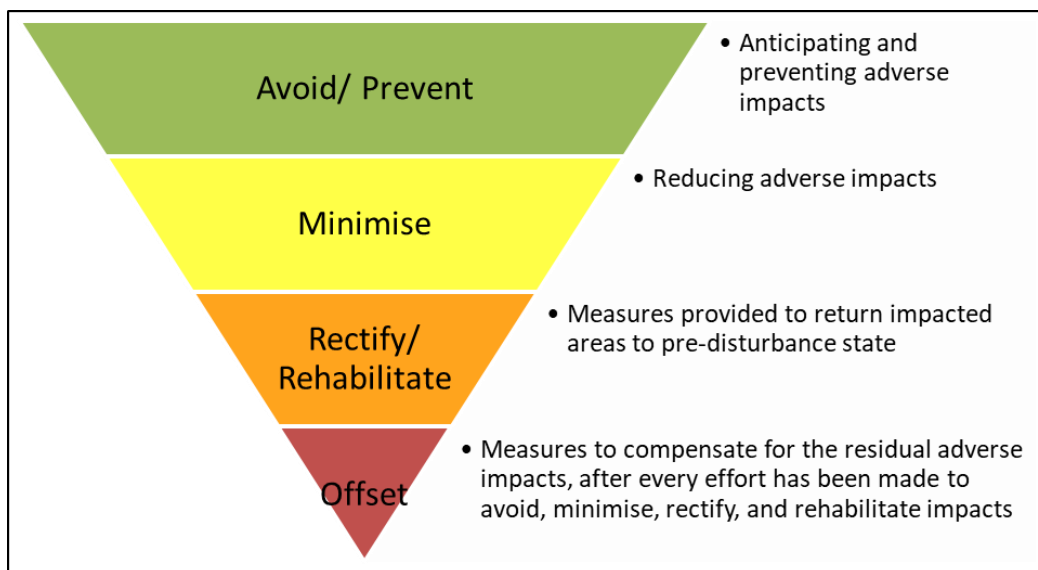 Avoid/ Prevent
• Anticipating and
preventing adverse
impacts
Minimise
• Reducing adverse impacts
Rectify/
Rehabilitate
• Measures provided to return impacted
areas to pre-disturbance state
Offset
• Measures to compensate for the residual adverse
impacts, after every effort has been made to
avoid, minimise, rectify, and rehabilitate impacts